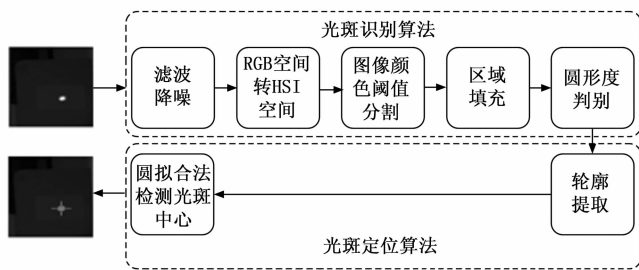 光斑识别算法
滤波
降噪
RGB空间
转HSI
空间
图像颜
色阈值
分割
区域
填充
圆形度
判别
圆拟合法
检测光斑
中心
轮廓
提取
光斑定位算法